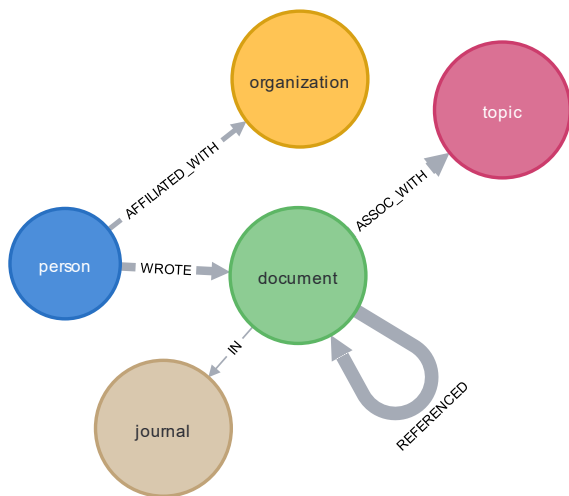 organization
topic
AFFILIATED_WITH
ASSOC_WITH
person
WROTE
document
IN
REFERENCED
journal